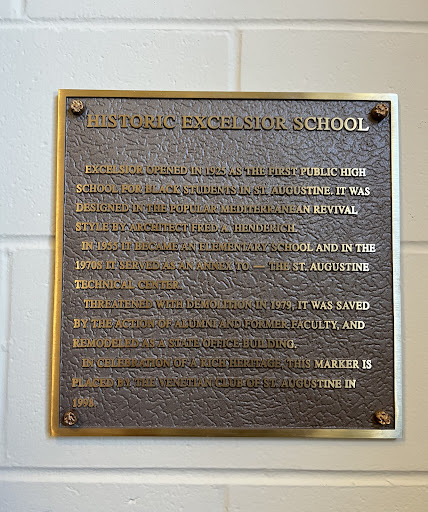 HISTORIC EXCELSIOR SCHOOL
EXCELSIOR OPENED IN 1925 AS THE FIRST PUBLIC HIGH
SCHOOL FOR BLACK STUDENTS IN ST. AUGUSTINE. IT WAS
DESIGNED IN THE POPULAR MEDITERRANEAN REVIVAL
STYLE BY ARCHITECT FRED A. HENDERICH.
IN 1955 IT BECAME AN ELEMENTARY SCHOOL AND IN THE
1970S IT SERVED AS AN ANNEX TO — THE ST. AUGUSTINE
TECHNICAL CENTER.
THREATENED WITH DEMOLITION IN 1979, IT WAS SAVED
BY THE ACTION OF ALUMNI AND FORMER FACULTY, AND
REMODELED AS A STATE OFFICE BUILDING.
IN CELEBRATION OF A RICH HERITAGE, THIS MARKER IS
PLACED BY THE VENETIAN CLUB OF ST. AUGUSTINE IN
1998.